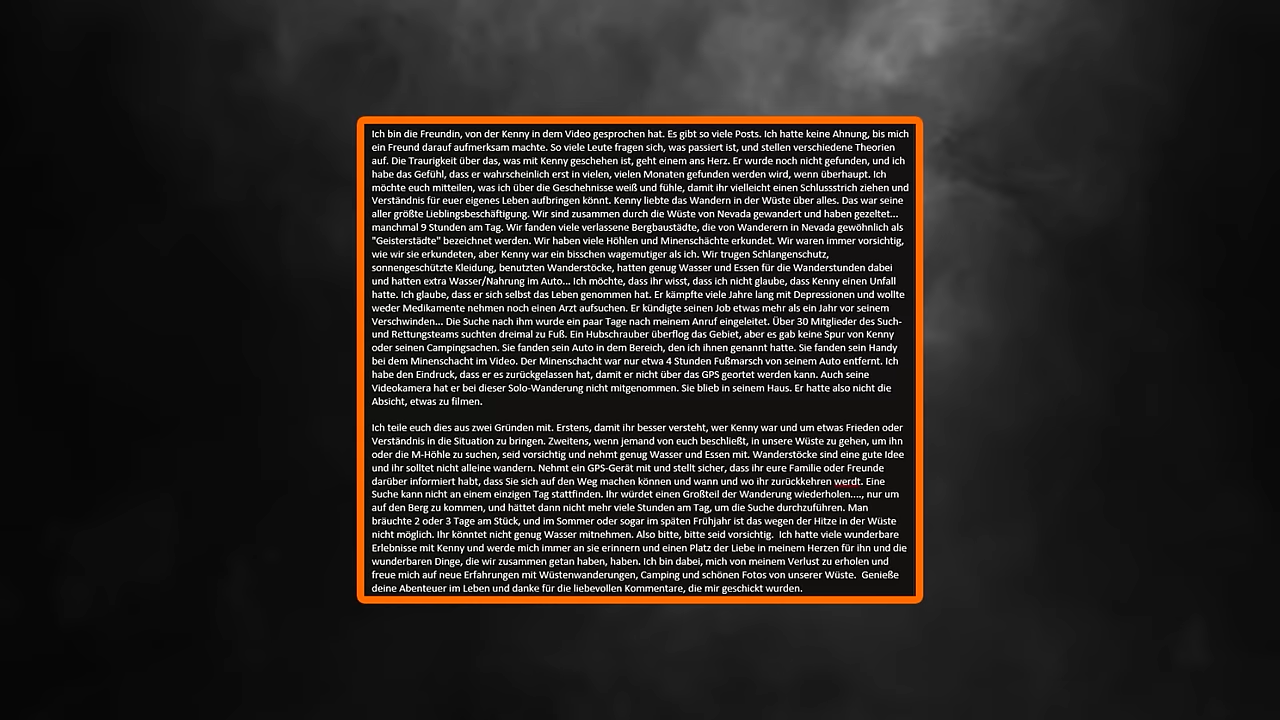 Ich bin die Freundin, von der Kenny in dem Video gesprochen hat. Es gibt so viele Posts. Ich hatte keine Ahnung, bis mich
ein Freund darauf aufmerksam machte. So viele Leute fragen sich, was passiert ist, und stellen verschiedene Theorien
auf. Die Traurigkeit über das, was mit Kenny geschehen ist, geht einem ans Herz. Er wurde noch nicht gefunden, und ich
habe das Gefühl, dass er wahrscheinlich erst in vielen, vielen Monaten gefunden werden wird, wenn überhaupt. Ich
möchte euch mitteilen, was ich über die Geschehnisse weiß und fühle, damit ihr vielleicht einen Schlussstrich ziehen und
Verständnis für euer eigenes Leben aufbringen könnt. Kenny liebte das Wandern in der Wüste über alles. Das war seine
aller größte Lieblingsbeschäftigung. Wir sind zusammen durch die Wüste von Nevada gewandert und haben gezeltet...
manchmal 9 Stunden am Tag. Wir fanden viele verlassene Bergbaustädte, die von Wanderern in Nevada gewöhnlich als
"Geisterstädte" bezeichnet werden. Wir haben viele Höhlen und Minenschächte erkundet. Wir waren immer vorsichtig,
wie wir sie erkundeten, aber Kenny war ein bisschen wagemutiger als ich. Wir trugen Schlangenschutz,
sonnengeschützte Kleidung, benutzten Wanderstöcke, hatten genug Wasser und Essen für die Wanderstunden dabei
und hatten extra Wasser/Nahrung im Auto... Ich möchte, dass ihr wisst, dass ich nicht glaube, dass Kenny einen Unfall
hatte. Ich glaube, dass er sich selbst das Leben genommen hat. Er kämpfte viele Jahre lang mit Depressionen und wollte
weder Medikamente nehmen noch einen Arzt aufsuchen. Er kündigte seinen Job etwas mehr als ein Jahr vor seinem
Verschwinden... Die Suche nach ihm wurde ein paar Tage nach meinem Anruf eingeleitet. Über 30 Mitglieder des Such-
und Rettungsteams suchten dreimal zu Fuß. Ein Hubschrauber überflog das Gebiet, aber es gab keine Spur von Kenny
oder seinen Campingsachen. Sie fanden sein Auto in dem Bereich, den ich ihnen genannt hatte. Sie fanden sein Handy
bei dem Minenschacht im Video. Der Minenschacht war nur etwa 4 Stunden Fußmarsch von seinem Auto entfernt. Ich
habe den Eindruck, dass er es zurückgelassen hat, damit er nicht über das GPS geortet werden kann. Auch seine
Videokamera hat er bei dieser Solo-Wanderung nicht mitgenommen. Sie blieb in seinem Haus. Er hatte also nicht die
Absicht, etwas zu filmen.
Ich teile euch dies aus zwei Gründen mit. Erstens, damit ihr besser versteht, wer Kenny war und um etwas Frieden oder
Verständnis in die Situation zu bringen. Zweitens, wenn jemand von euch beschließt, in unsere Wüste zu gehen, um ihn
oder die M-Höhle zu suchen, seid vorsichtig und nehmt genug Wasser und Essen mit. Wanderstöcke sind eine gute Idee
und ihr solltet nicht alleine wandern. Nehmt ein GPS-Gerät mit und stellt sicher, dass ihr eure Familie oder Freunde
darüber informiert habt, dass Sie sich auf den Weg machen können und wann und wo ihr zurückkehren werdt. Eine
Suche kann nicht an einem einzigen Tag stattfinden. Ihr würdet einen Großteil der Wanderung wiederholen...., nur um
auf den Berg zu kommen, und hättet dann nicht mehr viele Stunden am Tag, um die Suche durchzuführen. Man
bräuchte 2 oder 3 Tage am Stück, und im Sommer oder sogar im späten Frühjahr ist das wegen der Hitze in der Wüste
nicht möglich. Ihr könntet nicht genug Wasser mitnehmen. Also bitte, bitte seid vorsichtig.  Ich hatte viele wunderbare
Erlebnisse mit Kenny und werde mich immer an sie erinnern und einen Platz der Liebe in meinem Herzen für ihn und die
wunderbaren Dinge, die wir zusammen getan haben, haben. Ich bin dabei, mich von meinem Verlust zu erholen und
freue mich auf neue Erfahrungen mit Wüstenwanderungen, Camping und schönen Fotos von unserer Wüste.  Genieße
deine Abenteuer im Leben und danke für die liebevollen Kommentare, die mir geschickt wurden.